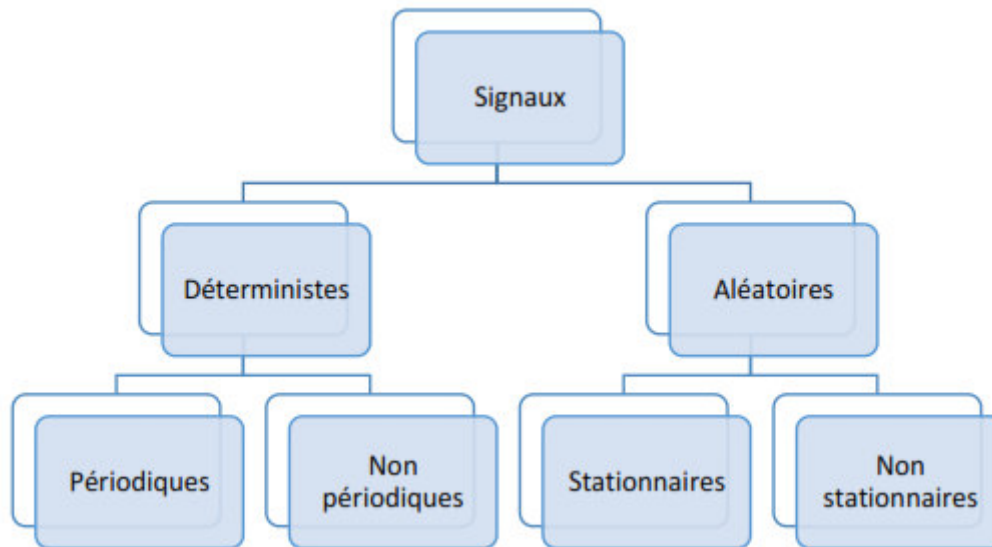 Signaux
Déterministes
Aléatoires
Périodiques
Non
périodiques
Stationnaires
Non
stationnaires